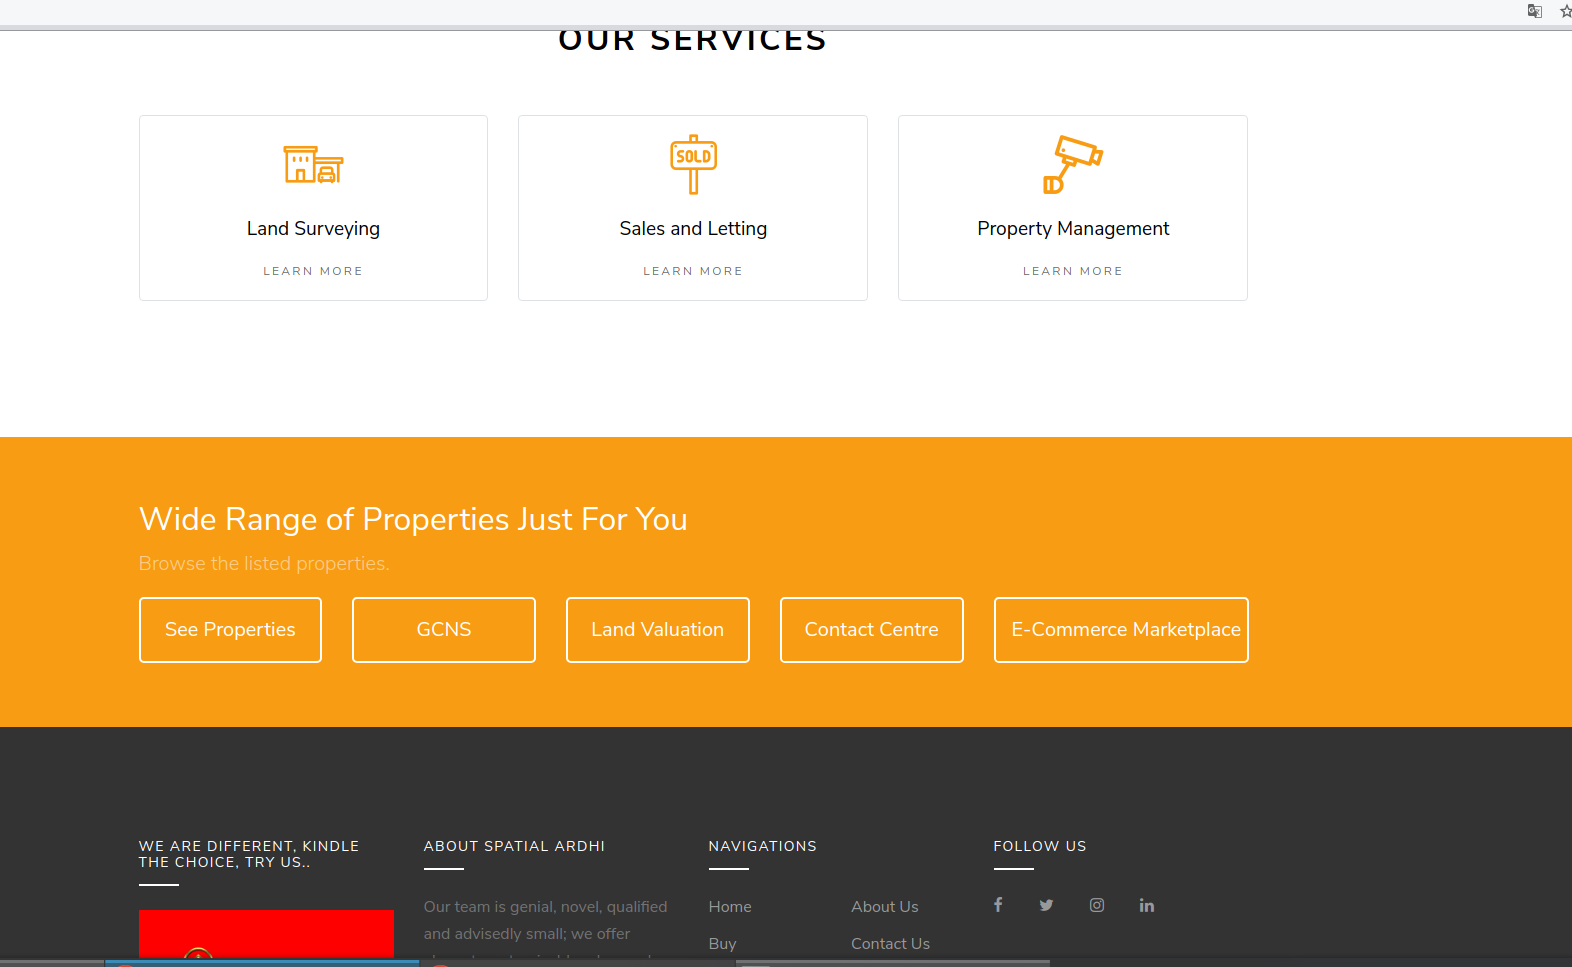 OUR SERVICES
SOLD
Land Surveying
LEARN MORE
Sales and Letting
LEARN MORE
Property Management
LEARN MORE
Wide Range of Properties Just For You
Browse the listed properties.
See Properties
GCNS
Land Valuation
Contact Centre
E-Commerce Marketplace
WE ARE DIFFERENT, KINDLE
THE CHOICE, TRY US..
ABOUT SPATIAL ARDHI
Our team is genial, novel, qualified
and advisedly small; we offer
NAVIGATIONS
Home
Buy
About Us
Contact Us
FOLLOW US